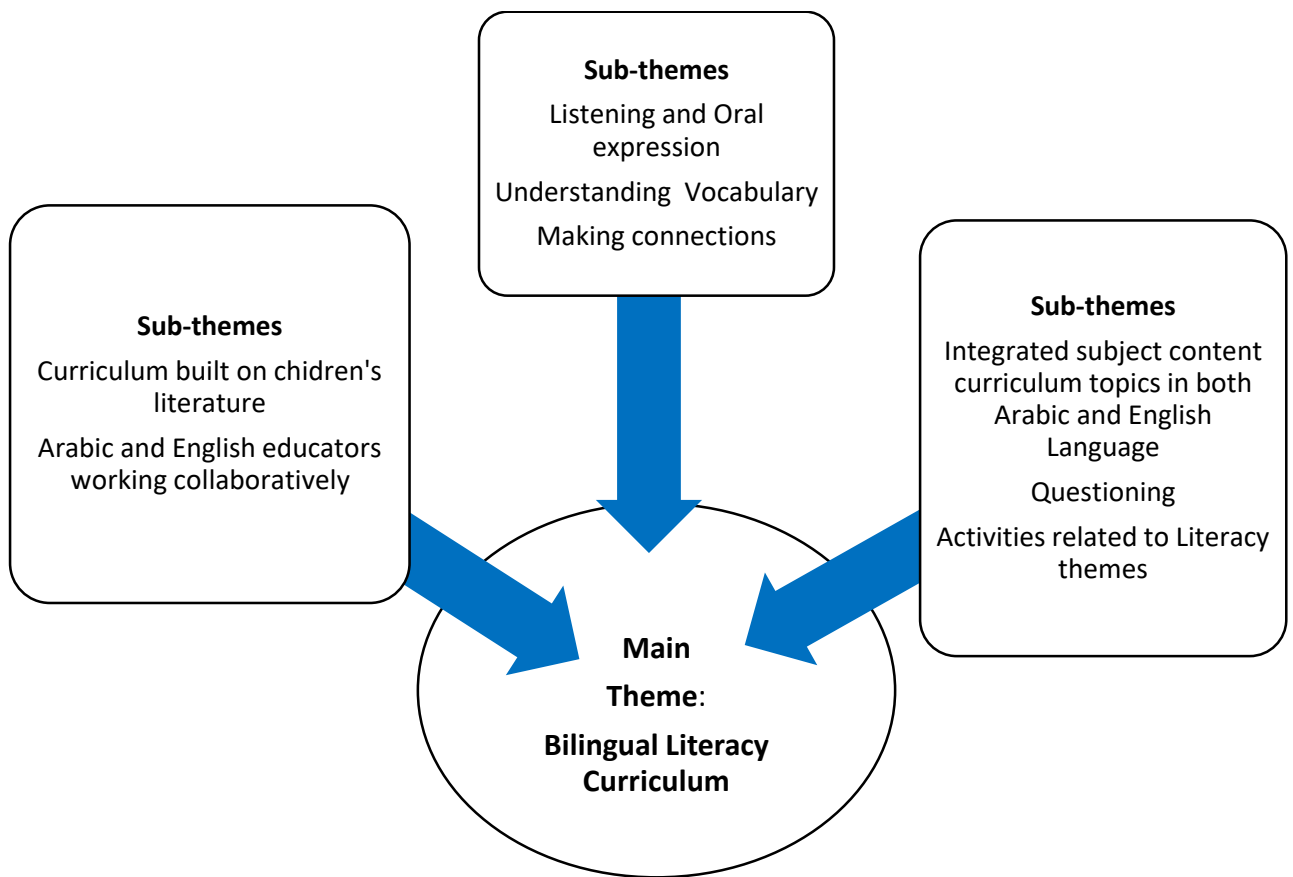 Sub-themes
Curriculum built on chidren's
literature
Arabic and English educators
working collaboratively
Sub-themes
Listening and Oral
expression
Understanding  Vocabulary
Making connections
Sub-themes
Integrated subject content
curriculum topics in both
Arabic and English
Language
Questioning
Activities related to Literacy
themes
Main
Theme:
Bilingual Literacy
Curriculum